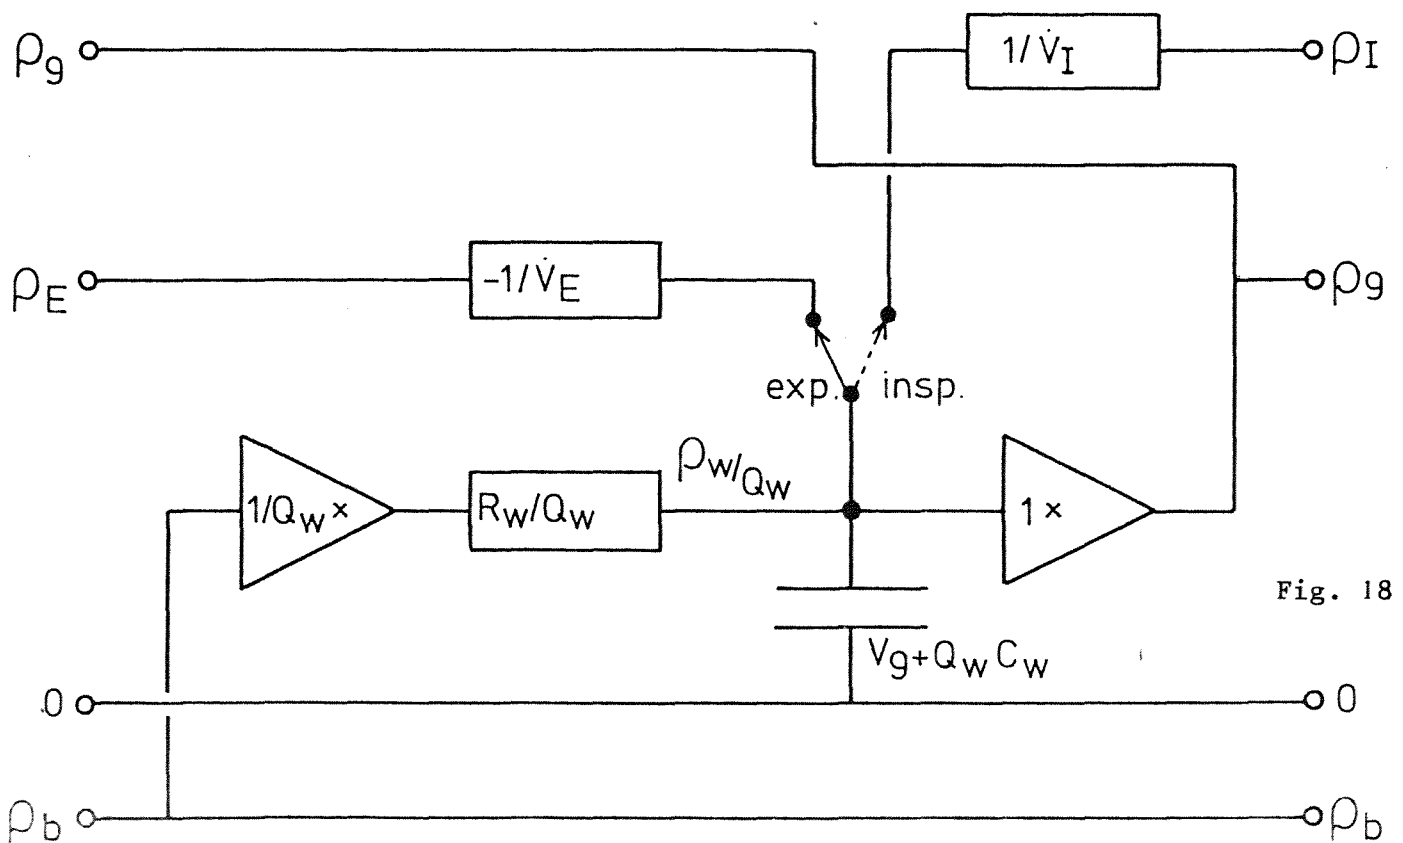 ρg
1/V̇I
ρI
ρE
-1/V̇E
ρg
exp. insp.
1/Qw ×
Rw/Qw
ρw/Qw
1 ×
Fig. 18
Vg+QwCw
0
0
ρb
ρb